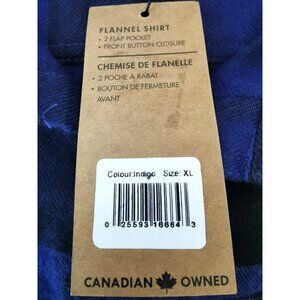 FLANNEL SHIRT
• 2 FLAP POCKET
• FRONT BUTTON CLOSURE
CHEMISE DE FLANELLE
• 2 POCHE À RABAT
• BOUTON DE FERMETURE
AVANT
Colour:Indigo Size: XL
0 25593 16664 3
CANADIAN OWNED